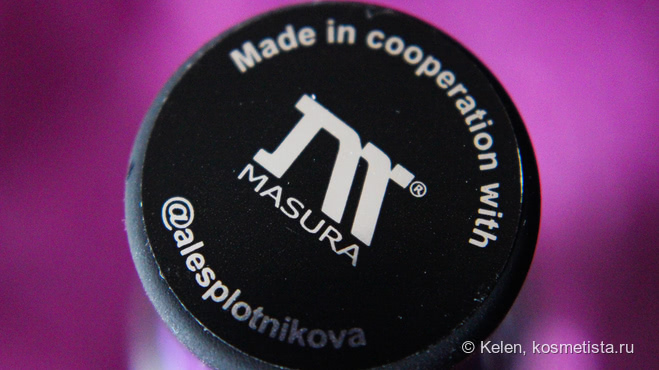 Made in cooperation with
M®
MASURA
@alesplotnikova
© Kelen, kosmetista.ru